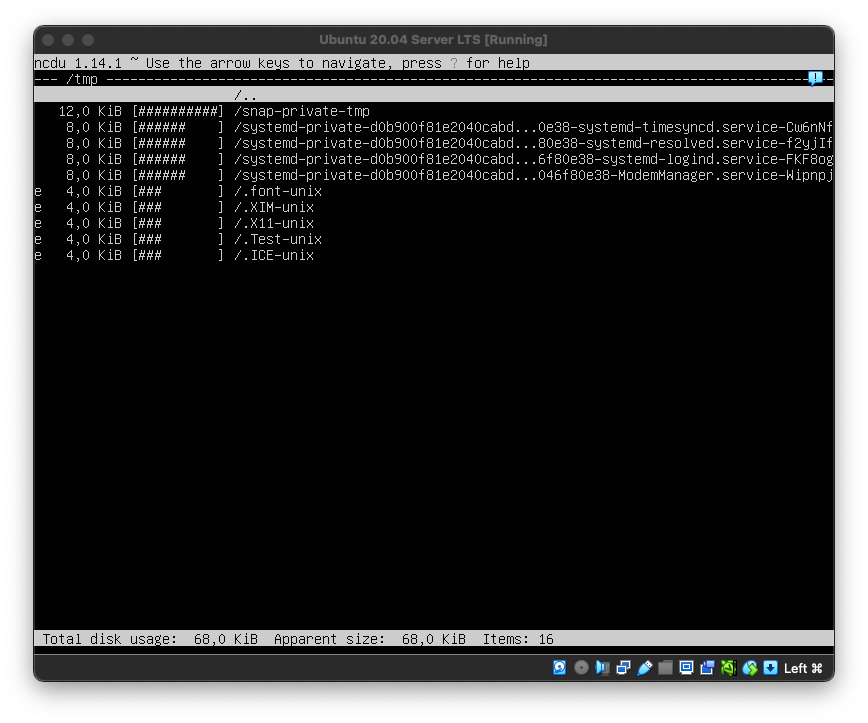 Ubuntu 20.04 Server LTS [Running]
ncdu 1.14.1 ~ Use the arrow keys to navigate, press ? for help
--- /tmp ----------------------------------------------------------------------------------------------
/..
12,0 KiB [##########] /snap-private-tmp
8,0 KiB [###### ] /systemd-private-d0b900f81e2040cabd...0e38-systemd-timesyncd.service-Cw6nNf
8,0 KiB [###### ] /systemd-private-d0b900f81e2040cabd...80e38-systemd-resolved.service-f2yjIf
8,0 KiB [###### ] /systemd-private-d0b900f81e2040cabd...6f80e38-systemd-logind.service-FKF8og
8,0 KiB [###### ] /systemd-private-d0b900f81e2040cabd...046f80e38-ModemManager.service-Wipnpj
e 4,0 KiB [### ] /.font-unix
e 4,0 KiB [### ] /.XIM-unix
e 4,0 KiB [### ] /.X11-unix
e 4,0 KiB [### ] /.Test-unix
e 4,0 KiB [### ] /.ICE-unix
Total disk usage: 68,0 KiB Apparent size: 68,0 KiB Items: 16
Left ⌘